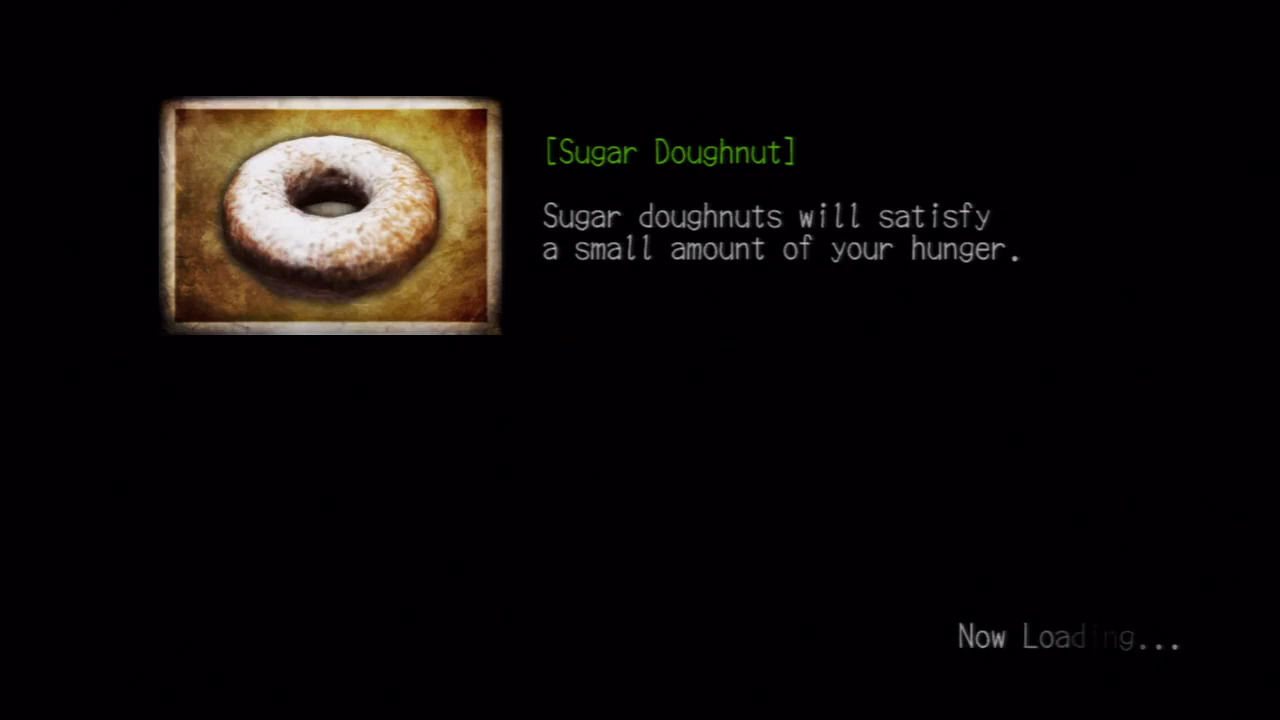 [Sugar Doughnut]
Sugar doughnuts will satisfy
a small amount of your hunger.
Now Loading...